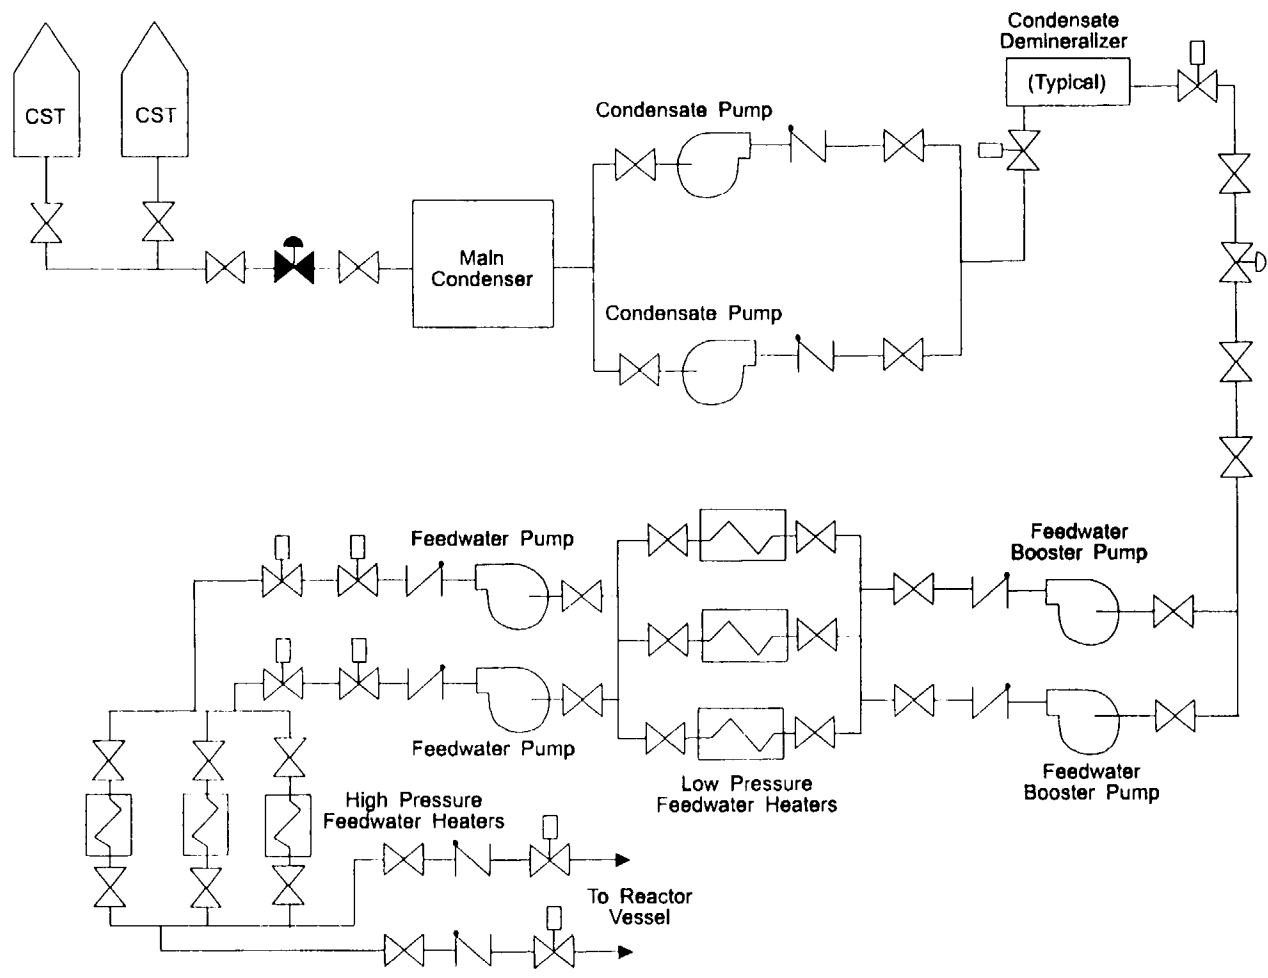 Condensate
Demineralizer
(Typical)
CST
CST
Condensate Pump
Main
Condenser
Condensate Pump
Feedwater Pump
Feedwater
Booster Pump
Feedwater Pump
Low Pressure
Feedwater Heaters
Feedwater
Booster Pump
High Pressure
Feedwater Heaters
To Reactor
Vessel